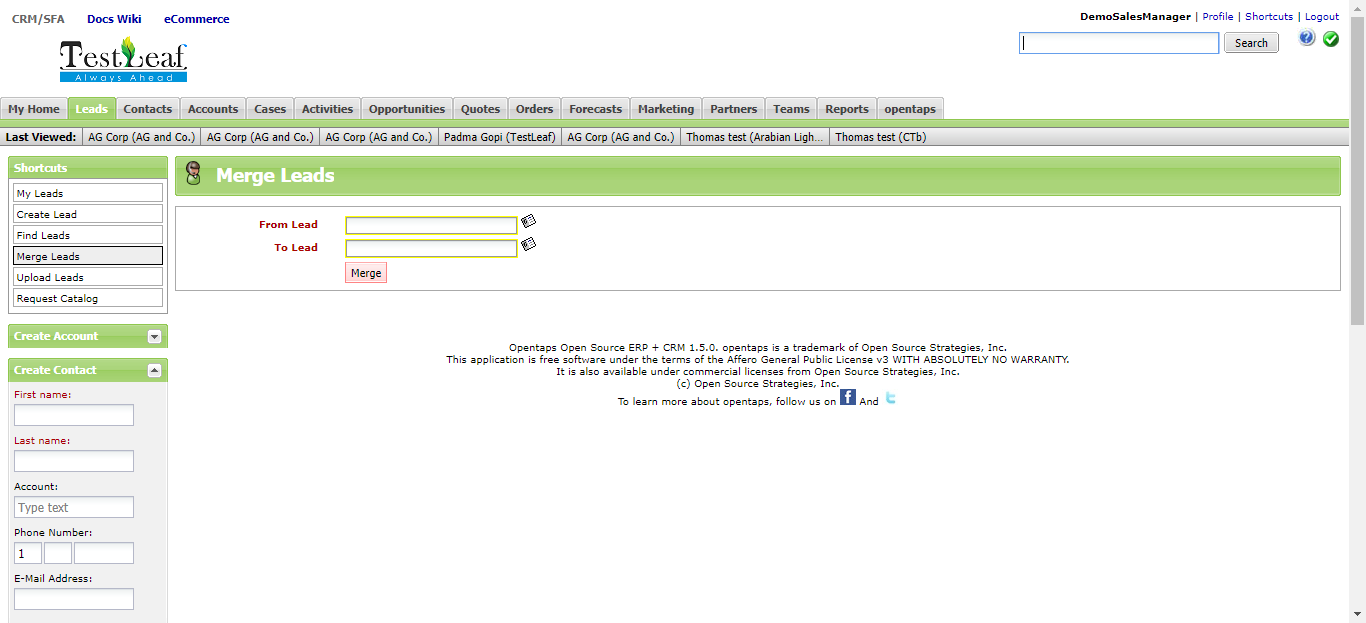 CRM/SFA Docs Wiki eCommerce
DemoSalesManager | Profile | Shortcuts | Logout
TestLeaf
Always Ahead
Search
My Home Leads Contacts Accounts Cases Activities Opportunities Quotes Orders Forecasts Marketing Partners Teams Reports opentaps
Last Viewed: AG Corp (AG and Co.) AG Corp (AG and Co.) AG Corp (AG and Co.) Padma Gopi (TestLeaf) AG Corp (AG and Co.) Thomas test (Arabian Ligh... Thomas test (CTb)
Shortcuts
My Leads
Create Lead
Find Leads
Merge Leads
Upload Leads
Request Catalog
Create Account
Create Contact
First name:
Last name:
Account:
Type text
Phone Number:
1
E-Mail Address:
Merge Leads
From Lead
To Lead
Merge
Opentaps Open Source ERP + CRM 1.5.0. opentaps is a trademark of Open Source Strategies, Inc.
This application is free software under the terms of the Affero General Public License v3 WITH ABSOLUTELY NO WARRANTY.
It is also available under commercial licenses from Open Source Strategies, Inc.
(c) Open Source Strategies, Inc.
To learn more about opentaps, follow us on f And t